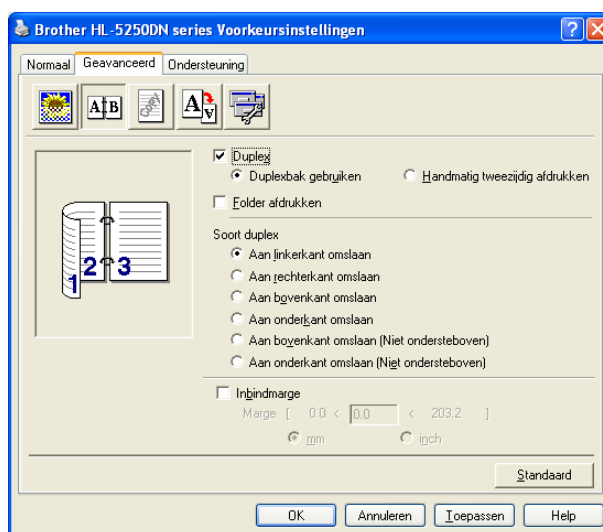 Brother HL-5250DN series Voorkeursinstellingen
Normaal Geavanceerd Ondersteuning
A B A A
Duplex
Duplexbak gebruiken Handmatig tweezijdig afdrukken
Folder afdrukken
Soort duplex
Aan linkerkant omslaan
Aan rechterkant omslaan
Aan bovenkant omslaan
Aan onderkant omslaan
Aan bovenkant omslaan (Niet ondersteboven)
Aan onderkant omslaan (Niet ondersteboven)
1 2 3
Inbindmarge
Marge [ 0.0 < 0.0 < 203.2 ]
mm inch
Standaard
OK Annuleren Toepassen Help